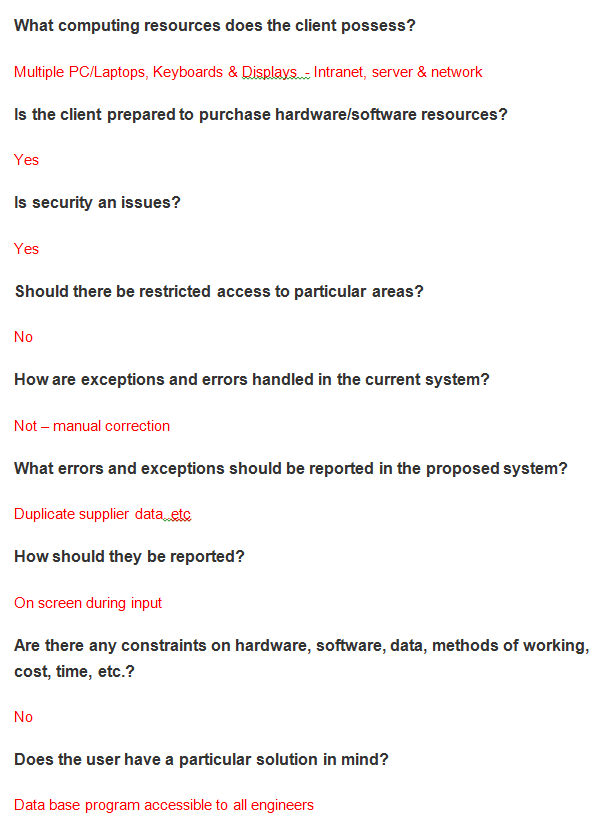 What computing resources does the client possess?
Multiple PC/Laptops, Keyboards & Displays - Intranet, server & network
Is the client prepared to purchase hardware/software resources?
Yes
Is security an issues?
Yes
Should there be restricted access to particular areas?
No
How are exceptions and errors handled in the current system?
Not – manual correction
What errors and exceptions should be reported in the proposed system?
Duplicate supplier data, etc
How should they be reported?
On screen during input
Are there any constraints on hardware, software, data, methods of working,
cost, time, etc.?
No
Does the user have a particular solution in mind?
Data base program accessible to all engineers